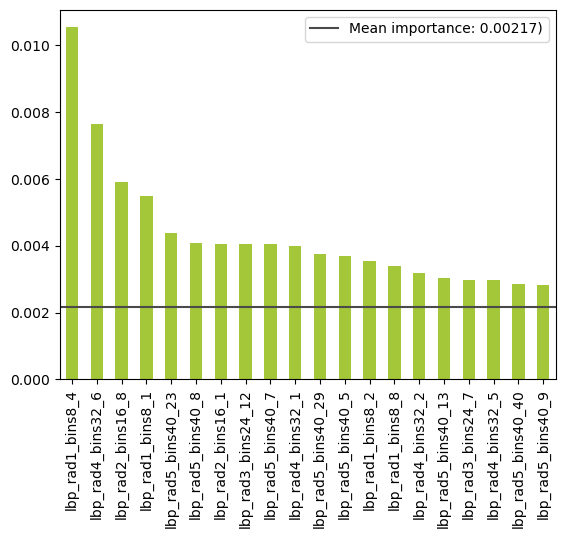 Mean importance: 0.00217)
0.010
0.008
0.006
0.004
0.002
0.000
lbp_rad1_bins8_4
lbp_rad4_bins32_6
lbp_rad2_bins16_8
lbp_rad1_bins8_1
lbp_rad5_bins40_23
lbp_rad5_bins40_8
lbp_rad2_bins16_1
lbp_rad3_bins24_12
lbp_rad5_bins40_7
lbp_rad4_bins32_1
lbp_rad5_bins40_29
lbp_rad5_bins40_5
lbp_rad1_bins8_2
lbp_rad1_bins8_8
lbp_rad4_bins32_2
lbp_rad5_bins40_13
lbp_rad3_bins24_7
lbp_rad4_bins32_5
lbp_rad5_bins40_40
lbp_rad5_bins40_9